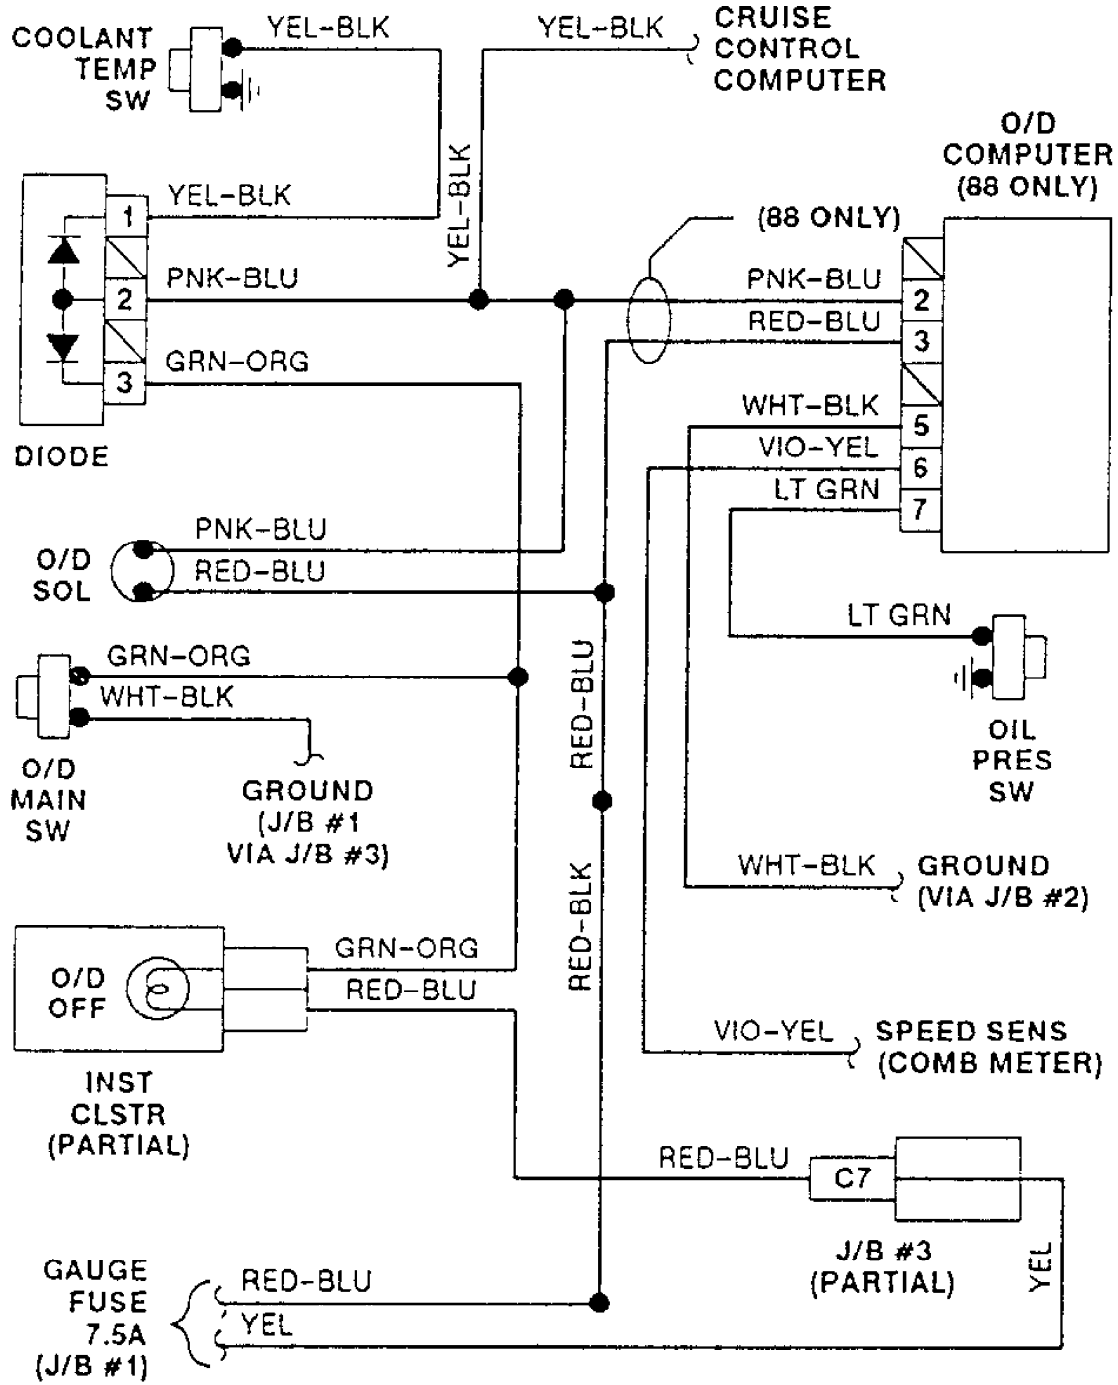 COOLANT
TEMP
SW
YEL-BLK
YEL-BLK
CRUISE
CONTROL
COMPUTER
O/D
COMPUTER
(88 ONLY)
YEL-BLK
1
YEL-BLK
(88 ONLY)
PNK-BLU
2
PNK-BLU
2
RED-BLU
3
GRN-ORG
3
WHT-BLK
5
VIO-YEL
6
LT GRN
7
DIODE
O/D
SOL
PNK-BLU
RED-BLU
LT GRN
OIL
PRES
SW
GRN-ORG
WHT-BLK
O/D
MAIN
SW
GROUND
(J/B #1
VIA J/B #3)
RED-BLU
RED-BLK
WHT-BLK
GROUND
(VIA J/B #2)
O/D
OFF
GRN-ORG
RED-BLU
INST
CLSTR
(PARTIAL)
VIO-YEL
SPEED SENS
(COMB METER)
RED-BLU
C7
J/B #3
(PARTIAL)
YEL
GAUGE
FUSE
7.5A
(J/B #1)
RED-BLU
YEL